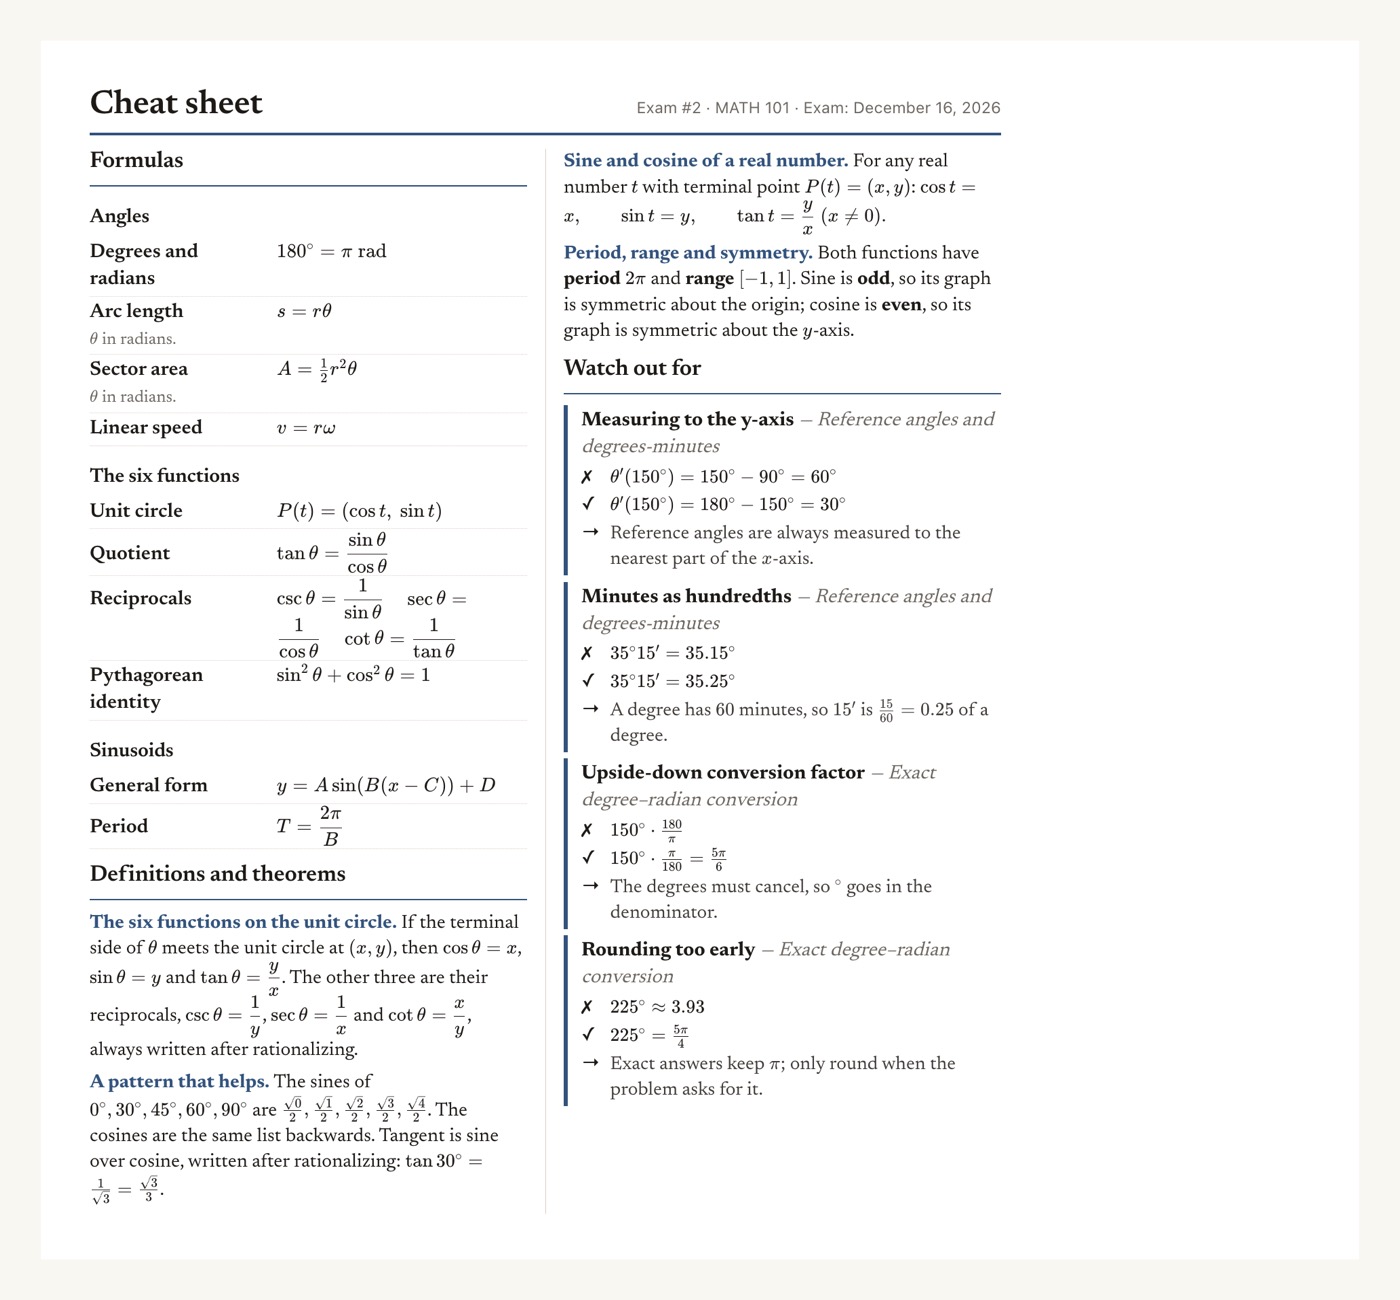 Cheat sheet
Exam #2 · MATH 101 · Exam: December 16, 2026
Formulas
Angles
Degrees and radians 180° = π rad
Arc length s = rθ
θ in radians.
Sector area A = 1/2 r²θ
θ in radians.
Linear speed v = rω
The six functions
Unit circle P(t) = (cos t, sin t)
Quotient tan θ = sin θ / cos θ
Reciprocals csc θ = 1 / sin θ sec θ =
1 / cos θ cot θ = 1 / tan θ
Pythagorean identity sin² θ + cos² θ = 1
Sinusoids
General form y = A sin(B(x − C)) + D
Period T = 2π / B
Definitions and theorems
The six functions on the unit circle. If the terminal
side of θ meets the unit circle at (x, y), then cos θ = x,
sin θ = y and tan θ = y/x. The other three are their
reciprocals, csc θ = 1/y, sec θ = 1/x and cot θ = x/y,
always written after rationalizing.
A pattern that helps. The sines of
0°, 30°, 45°, 60°, 90° are √0/2, √1/2, √2/2, √3/2, √4/2. The
cosines are the same list backwards. Tangent is sine
over cosine, written after rationalizing: tan 30° =
1/√3 = √3/3.
Sine and cosine of a real number. For any real
number t with terminal point P(t) = (x, y): cos t =
x, sin t = y, tan t = y/x (x ≠ 0).
Period, range and symmetry. Both functions have
period 2π and range [−1, 1]. Sine is odd, so its graph
is symmetric about the origin; cosine is even, so its
graph is symmetric about the y-axis.
Watch out for
Measuring to the y-axis – Reference angles and
degrees-minutes
✗ θ′(150°) = 150° − 90° = 60°
✓ θ′(150°) = 180° − 150° = 30°
→ Reference angles are always measured to the
nearest part of the x-axis.
Minutes as hundredths – Reference angles and
degrees-minutes
✗ 35°15′ = 35.15°
✓ 35°15′ = 35.25°
→ A degree has 60 minutes, so 15′ is 15/60 = 0.25 of a
degree.
Upside-down conversion factor – Exact
degree–radian conversion
✗ 150° · 180/π
✓ 150° · π/180 = 5π/6
→ The degrees must cancel, so ° goes in the
denominator.
Rounding too early – Exact degree–radian
conversion
✗ 225° ≈ 3.93
✓ 225° = 5π/4
→ Exact answers keep π; only round when the
problem asks for it.